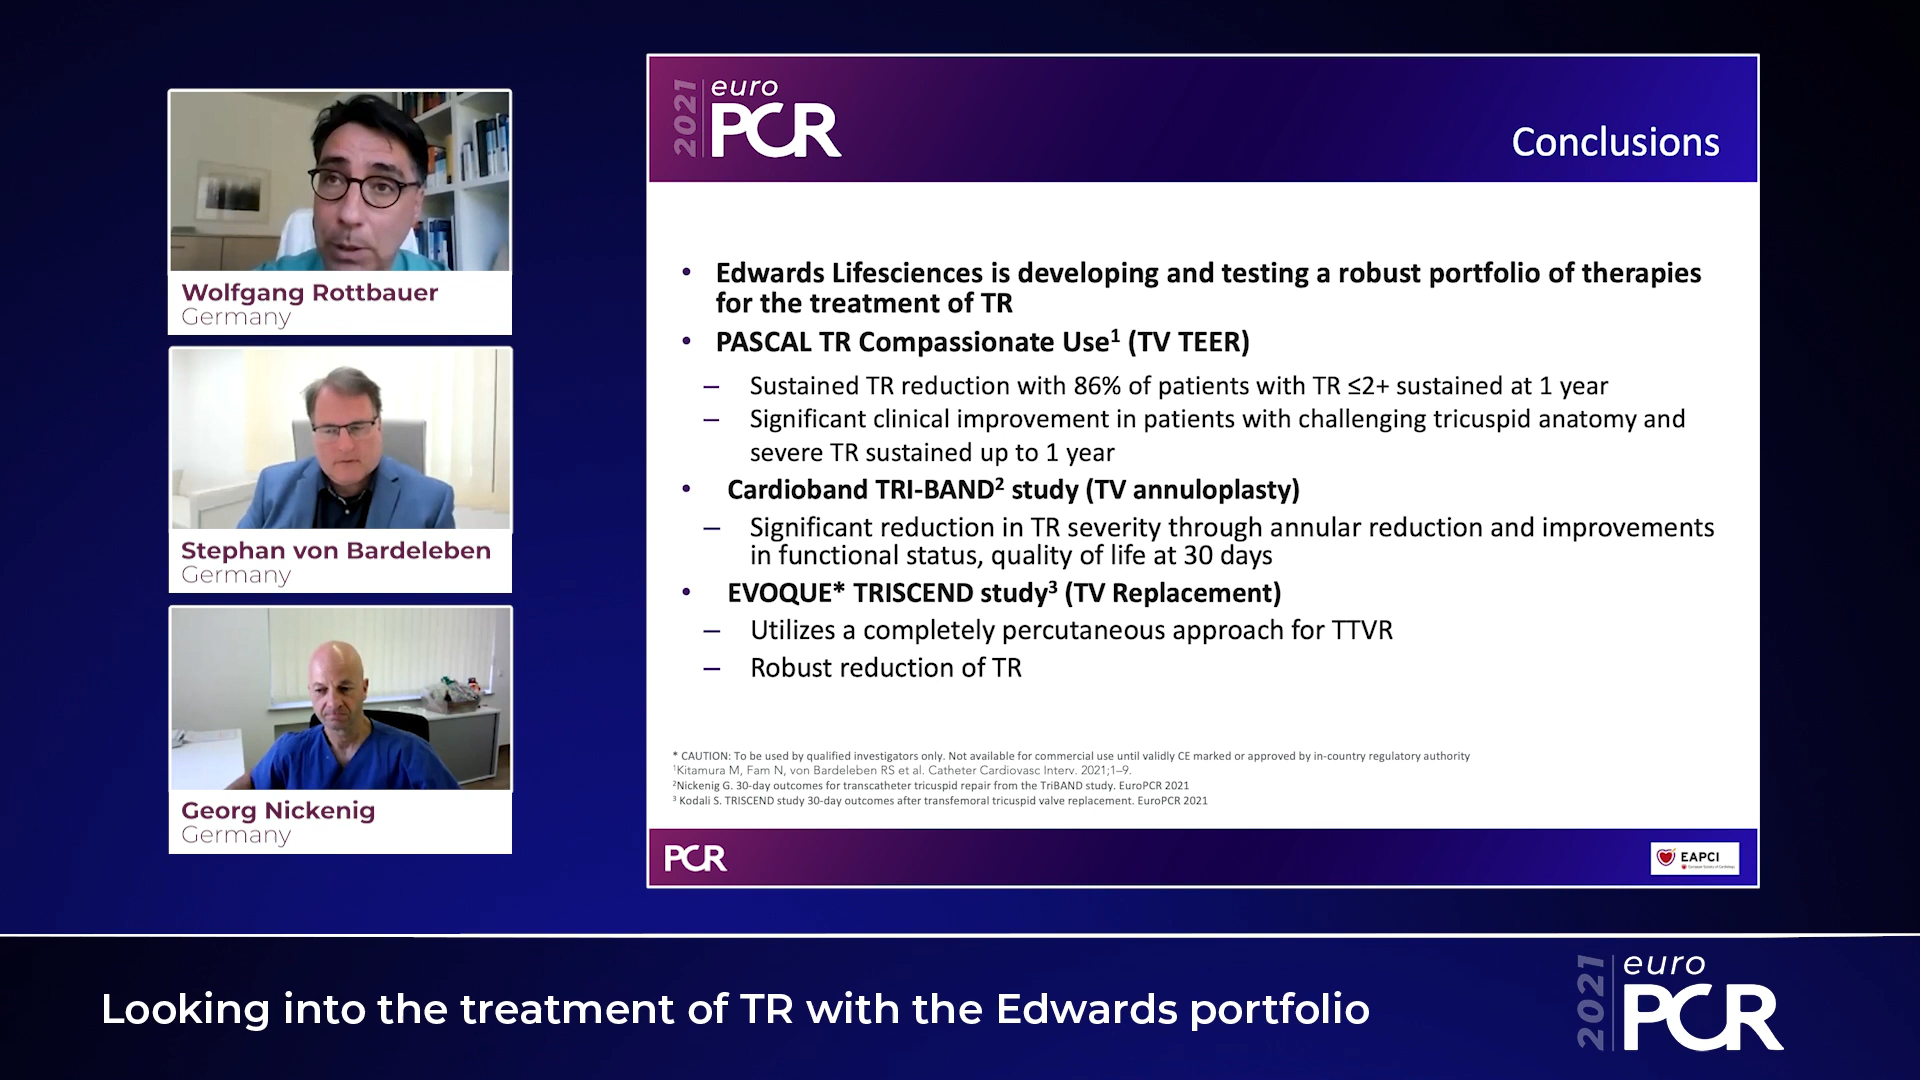 Wolfgang Rottbauer
Germany
Stephan von Bardeleben
Germany
Georg Nickenig
Germany
2021 euro PCR
Conclusions
• Edwards Lifesciences is developing and testing a robust portfolio of therapies
for the treatment of TR
• PASCAL TR Compassionate Use¹ (TV TEER)
– Sustained TR reduction with 86% of patients with TR ≤2+ sustained at 1 year
– Significant clinical improvement in patients with challenging tricuspid anatomy and
severe TR sustained up to 1 year
• Cardioband TRI-BAND² study (TV annuloplasty)
– Significant reduction in TR severity through annular reduction and improvements
in functional status, quality of life at 30 days
• EVOQUE* TRISCEND study³ (TV Replacement)
– Utilizes a completely percutaneous approach for TTVR
– Robust reduction of TR
* CAUTION: To be used by qualified investigators only. Not available for commercial use until validly CE marked or approved by in-country regulatory authority
¹Kitamura M, Fam N, von Bardeleben RS et al. Catheter Cardiovasc Interv. 2021;1–9.
²Nickenig G. 30-day outcomes for transcatheter tricuspid repair from the TriBAND study. EuroPCR 2021
³ Kodali S. TRISCEND study 30-day outcomes after transfemoral tricuspid valve replacement. EuroPCR 2021
PCR
EAPCI
Looking into the treatment of TR with the Edwards portfolio
2021 euro PCR